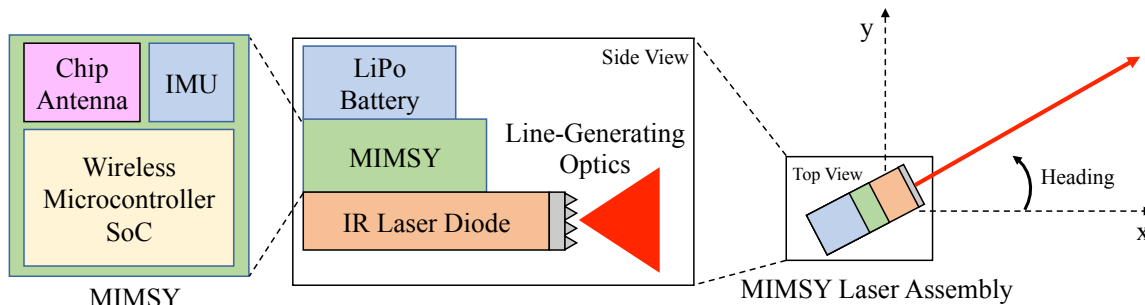 Chip
Antenna
IMU
Wireless
Microcontroller
SoC
MIMSY
Side View
LiPo
Battery
MIMSY
Line-Generating
Optics
IR Laser Diode
y
Top View
Heading
x
MIMSY Laser Assembly